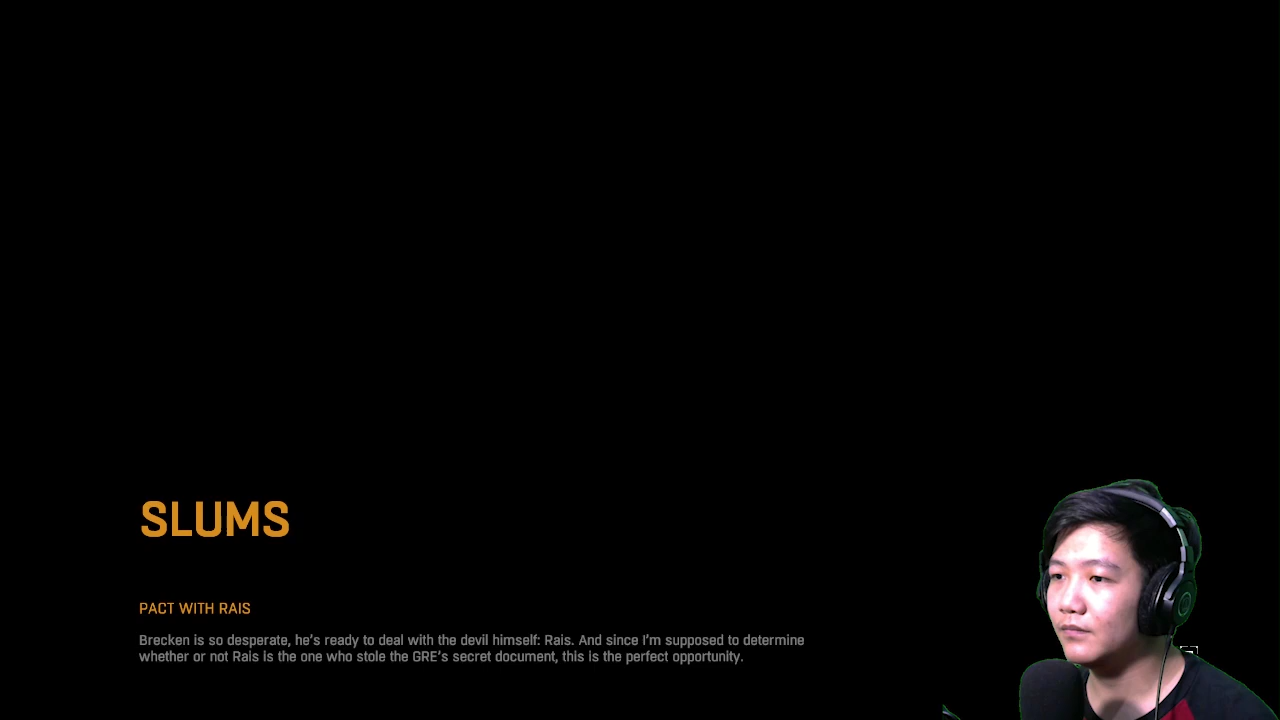 SLUMS
PACT WITH RAIS
Brecken is so desperate, he's ready to deal with the devil himself: Rais. And since I'm supposed to determine
whether or not Rais is the one who stole the GRE's secret document, this is the perfect opportunity.